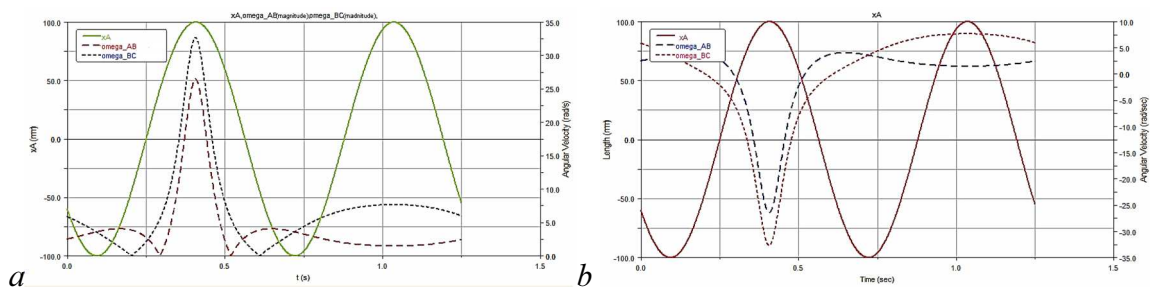 xA,omega_AB(magnitude),omega_BC(madnitude),
xA
omega_AB
omega_BC
100.0
50.0
0.0
-50.0
-100.0
xA (mm)
35.0
30.0
25.0
20.0
15.0
10.0
5.0
0.0
Angular Velocity (rad/s)
0.0
0.5
1.0
1.5
t (s)
a
xA
xA
omega_AB
omega_BC
100.0
50.0
0.0
-50.0
-100.0
Length (mm)
10.0
5.0
0.0
-5.0
-10.0
-15.0
-20.0
-25.0
-30.0
-35.0
Angular Velocity (rad/sec)
0.0
0.5
1.0
1.5
Time (sec)
b